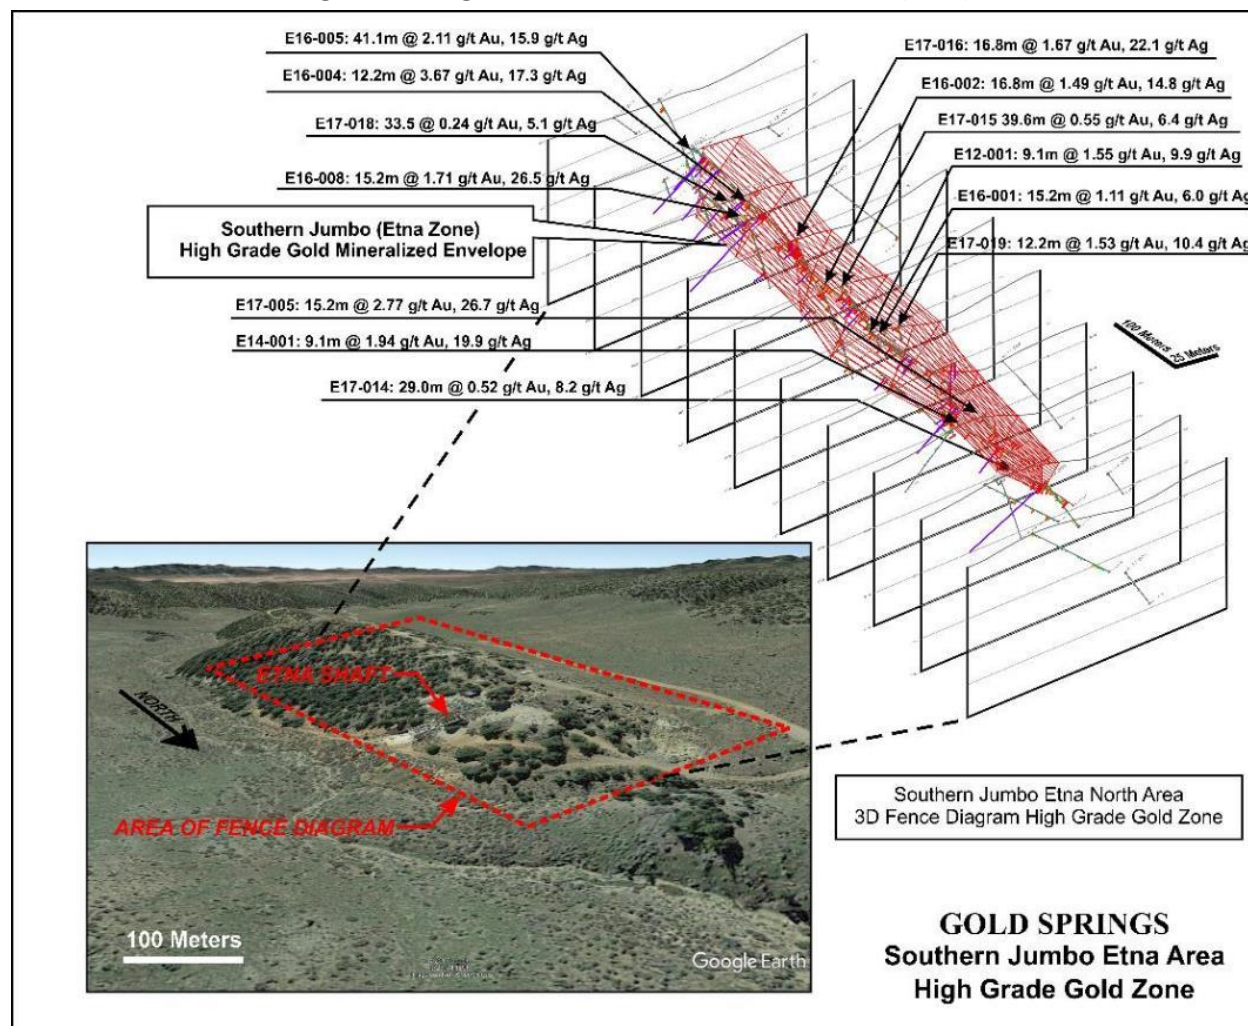 E16-005: 41.1m @ 2.11 g/t Au, 15.9 g/t Ag
E16-004: 12.2m @ 3.67 g/t Au, 17.3 g/t Ag
E17-018: 33.5 @ 0.24 g/t Au, 5.1 g/t Ag
E16-008: 15.2m @ 1.71 g/t Au, 26.5 g/t Ag
Southern Jumbo (Etna Zone)
High Grade Gold Mineralized Envelope
E17-005: 15.2m @ 2.77 g/t Au, 26.7 g/t Ag
E14-001: 9.1m @ 1.94 g/t Au, 19.9 g/t Ag
E17-014: 29.0m @ 0.52 g/t Au, 8.2 g/t Ag
E17-016: 16.8m @ 1.67 g/t Au, 22.1 g/t Ag
E16-002: 16.8m @ 1.49 g/t Au, 14.8 g/t Ag
E17-015 39.6m @ 0.55 g/t Au, 6.4 g/t Ag
E12-001: 9.1m @ 1.55 g/t Au, 9.9 g/t Ag
E16-001: 15.2m @ 1.11 g/t Au, 6.0 g/t Ag
E17-019: 12.2m @ 1.53 g/t Au, 10.4 g/t Ag
100 Meters
25 Meters
ETNA SHAFT
NORTH
AREA OF FENCE DIAGRAM
100 Meters
Google Earth
Southern Jumbo Etna North Area
3D Fence Diagram High Grade Gold Zone
GOLD SPRINGS
Southern Jumbo Etna Area
High Grade Gold Zone